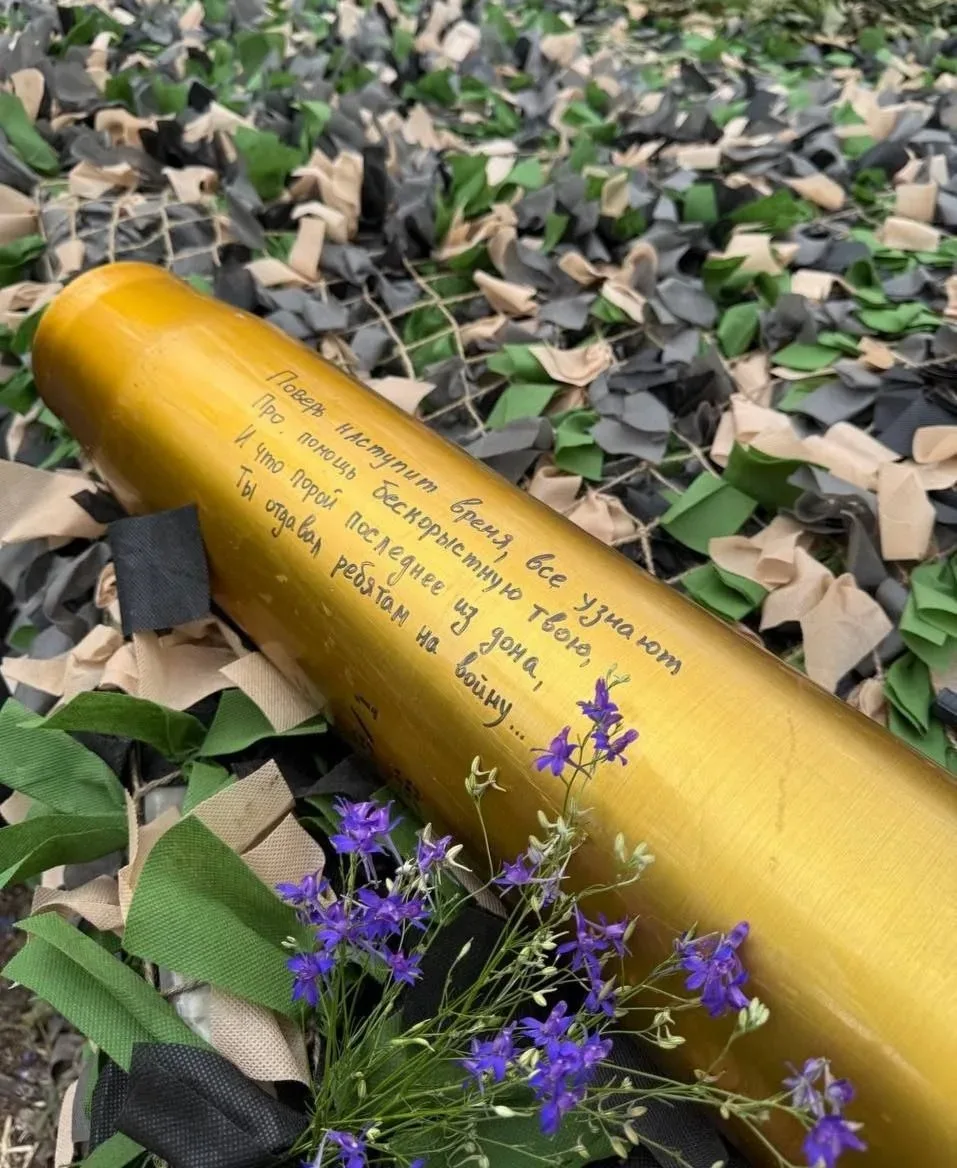 Поверь наступит время, все узнают
Про помощь бескорыстную твою,
И что порой последнее из дома,
Ты отдавал ребятам на войну...